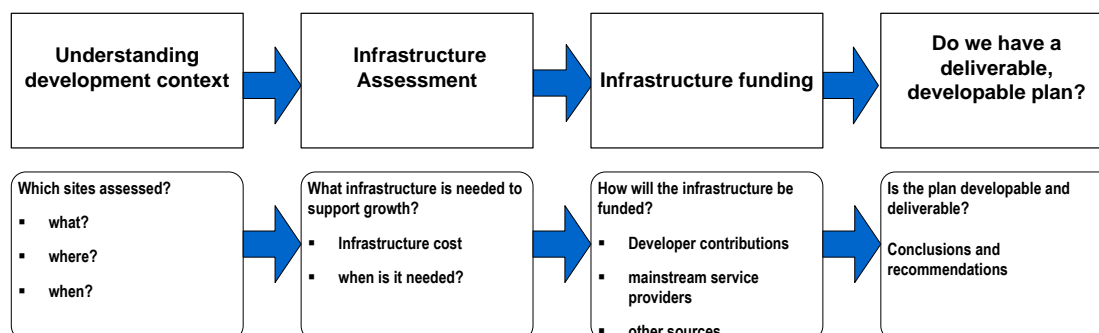 Understanding
development context
Infrastructure
Assessment
Infrastructure funding
Do we have a
deliverable,
developable plan?
Which sites assessed?
▪ what?
▪ where?
▪ when?
What infrastructure is needed to
support growth?
▪ Infrastructure cost
▪ when is it needed?
How will the infrastructure be
funded?
▪ Developer contributions
▪ mainstream service
providers
▪ other sources
Is the plan developable and
deliverable?
Conclusions and
recommendations